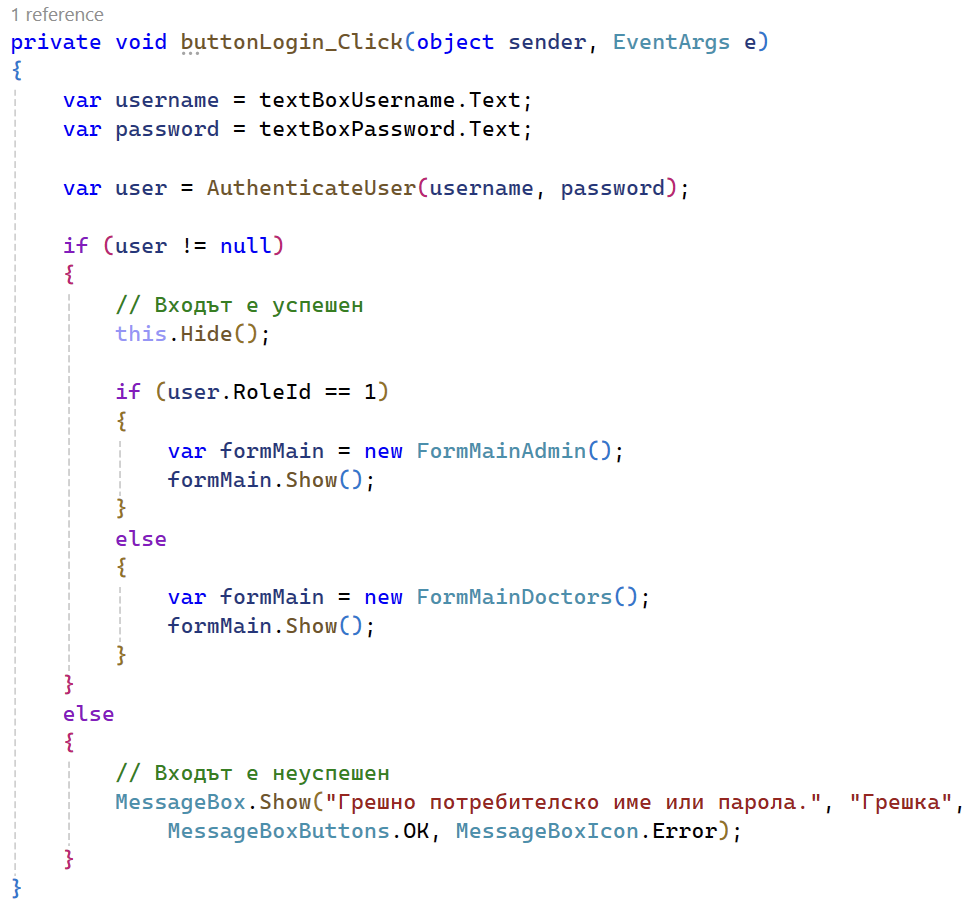 1 reference
private void buttonLogin_Click(object sender, EventArgs e)
{
    var username = textBoxUsername.Text;
    var password = textBoxPassword.Text;

    var user = AuthenticateUser(username, password);

    if (user != null)
    {
        // Входът е успешен
        this.Hide();

        if (user.RoleId == 1)
        {
            var formMain = new FormMainAdmin();
            formMain.Show();
        }
        else
        {
            var formMain = new FormMainDoctors();
            formMain.Show();
        }
    }
    else
    {
        // Входът е неуспешен
        MessageBox.Show("Грешно потребителско име или парола.", "Грешка",
            MessageBoxButtons.OK, MessageBoxIcon.Error);
    }
}